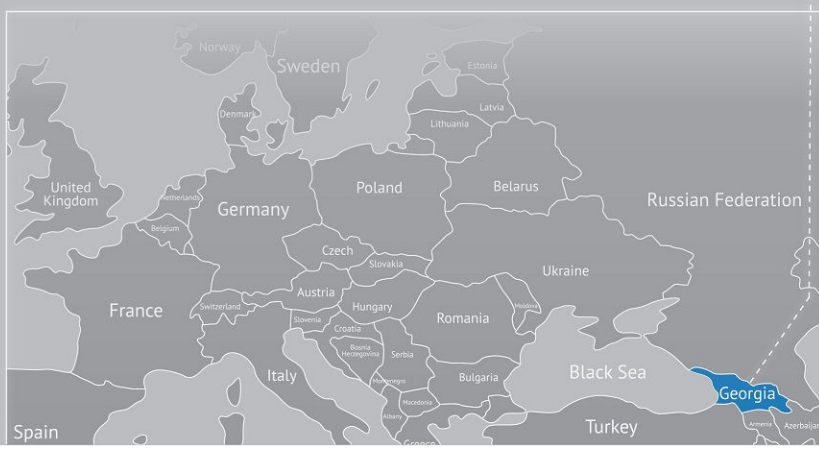 Norway
Sweden
Estonia
Denmark
Latvia
Lithuania
United
Kingdom
Netherlands
Germany
Poland
Belarus
Russian Federation
Belgium
Czech
Slovakia
Ukraine
France
Switzerland
Austria
Hungary
Moldova
Slovenia
Romania
Croatia
Bosnia
Herzegovina
Serbia
Italy
Montenegro
Bulgaria
Black Sea
Georgia
Macedonia
Albany
Spain
Greece
Turkey
Armenia
Azerbaijan